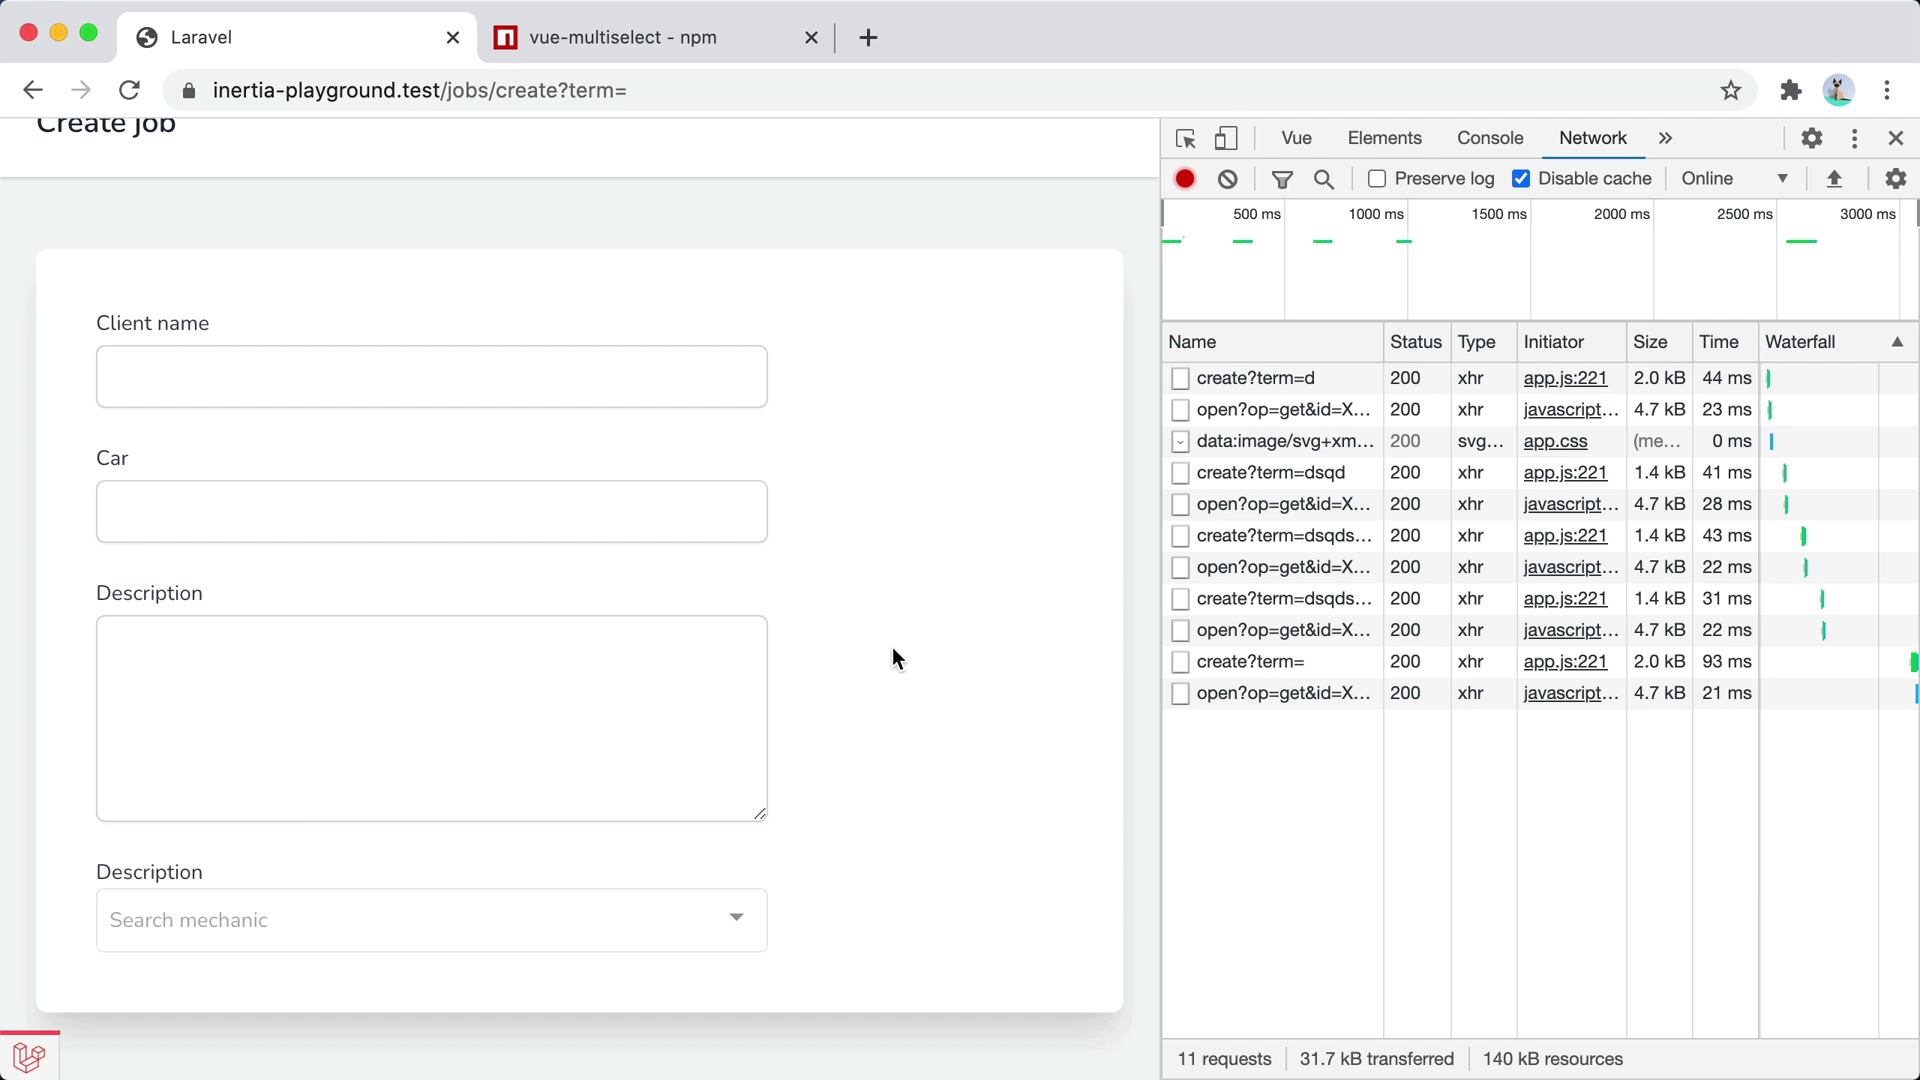 Laravel
vue-multiselect - npm
inertia-playground.test/jobs/create?term=
Create job
Client name
Car
Description
Description
Search mechanic
Vue Elements Console Network
Preserve log Disable cache Online
500 ms 1000 ms 1500 ms 2000 ms 2500 ms 3000 ms
Name Status Type Initiator Size Time Waterfall
create?term=d 200 xhr app.js:221 2.0 kB 44 ms
open?op=get&id=X... 200 xhr javascript... 4.7 kB 23 ms
data:image/svg+xm... 200 svg... app.css (me... 0 ms
create?term=dsqd 200 xhr app.js:221 1.4 kB 41 ms
open?op=get&id=X... 200 xhr javascript... 4.7 kB 28 ms
create?term=dsqds... 200 xhr app.js:221 1.4 kB 43 ms
open?op=get&id=X... 200 xhr javascript... 4.7 kB 22 ms
create?term=dsqds... 200 xhr app.js:221 1.4 kB 31 ms
open?op=get&id=X... 200 xhr javascript... 4.7 kB 22 ms
create?term= 200 xhr app.js:221 2.0 kB 93 ms
open?op=get&id=X... 200 xhr javascript... 4.7 kB 21 ms
11 requests 31.7 kB transferred 140 kB resources